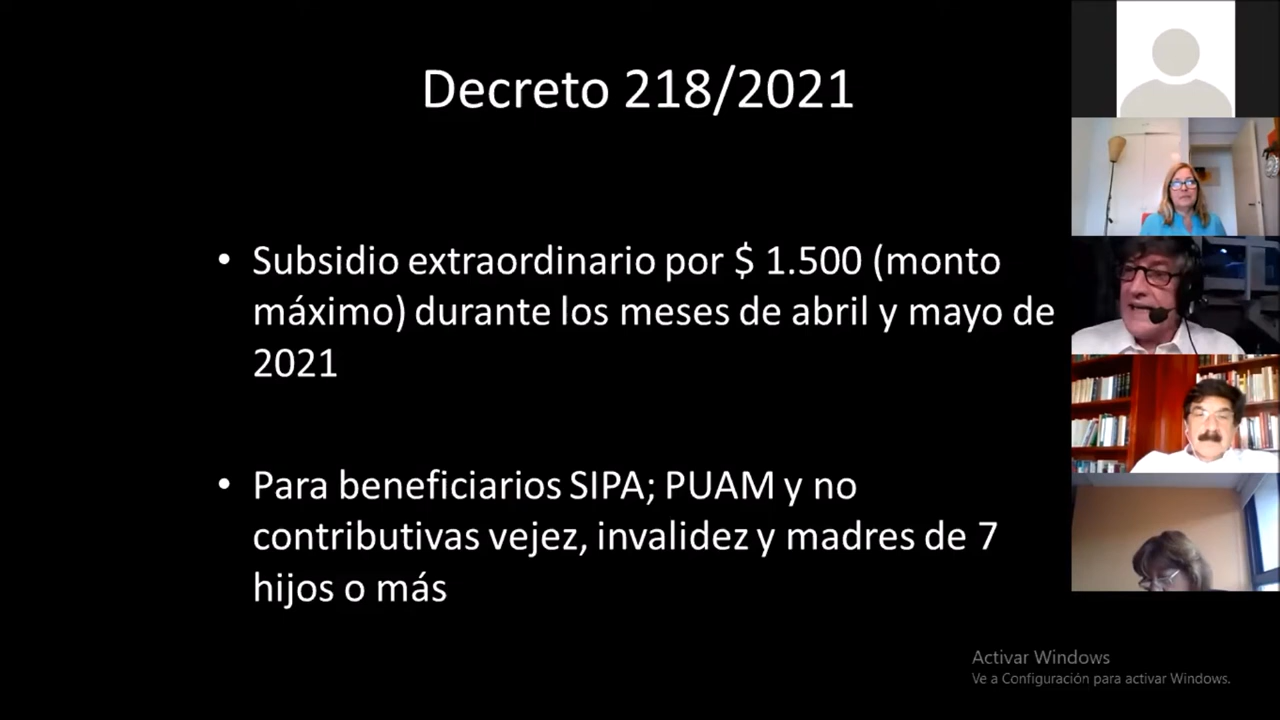 Decreto 218/2021
• Subsidio extraordinario por $ 1.500 (monto
máximo) durante los meses de abril y mayo de
2021
• Para beneficiarios SIPA; PUAM y no
contributivas vejez, invalidez y madres de 7
hijos o más
Activar Windows
Ve a Configuración para activar Windows.